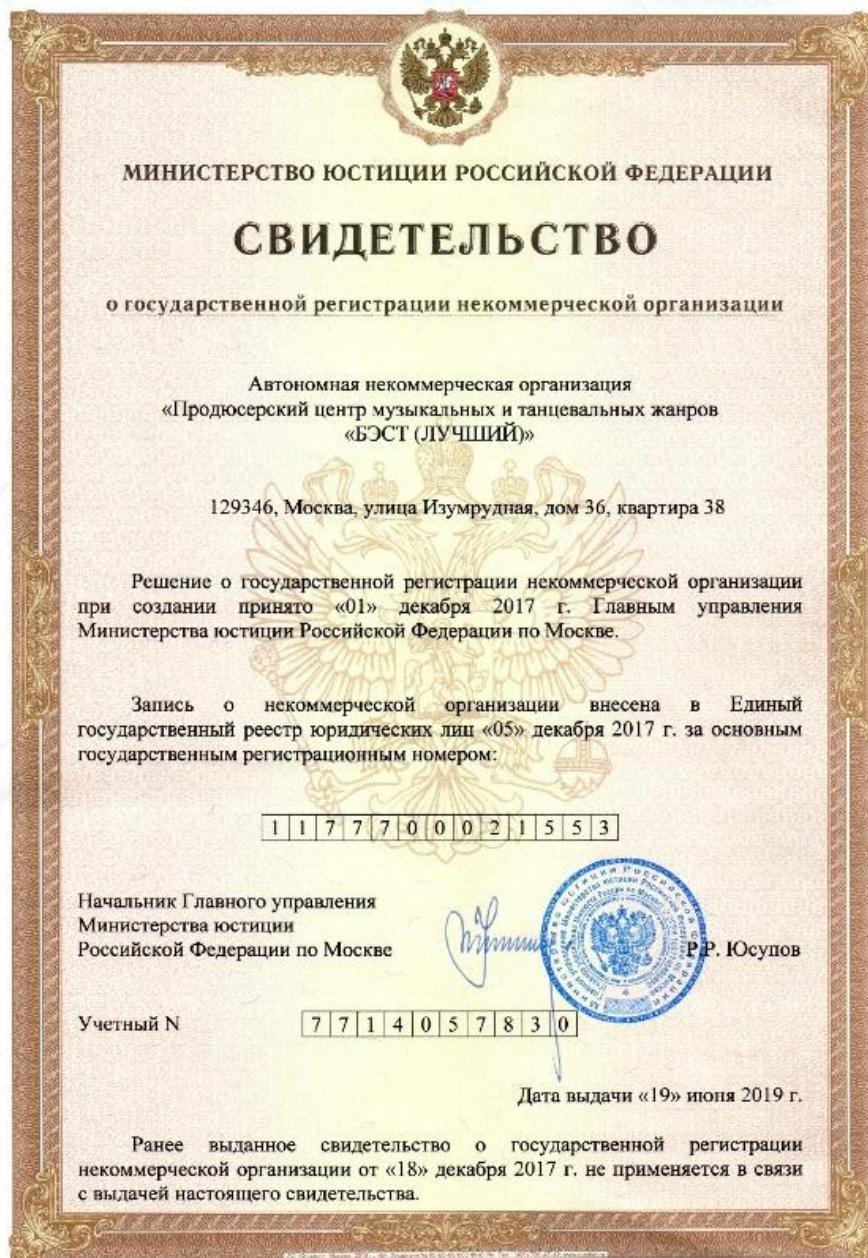 МИНИСТЕРСТВО ЮСТИЦИИ РОССИЙСКОЙ ФЕДЕРАЦИИ
СВИДЕТЕЛЬСТВО
о государственной регистрации некоммерческой организации
Автономная некоммерческая организация
«Продюсерский центр музыкальных и танцевальных жанров
«БЭСТ (ЛУЧШИЙ)»
129346, Москва, улица Изумрудная, дом 36, квартира 38
Решение о государственной регистрации некоммерческой организации
при создании принято «01» декабря 2017 г. Главным управления
Министерства юстиции Российской Федерации по Москве.
Запись о некоммерческой организации внесена в Единый
государственный реестр юридических лиц «05» декабря 2017 г. за основным
государственным регистрационным номером:
1177700021553
Начальник Главного управления
Министерства юстиции
Российской Федерации по Москве Р.Р. Юсупов
Учетный N 7714057830
Дата выдачи «19» июня 2019 г.
Ранее выданное свидетельство о государственной регистрации
некоммерческой организации от «18» декабря 2017 г. не применяется в связи
с выдачей настоящего свидетельства.